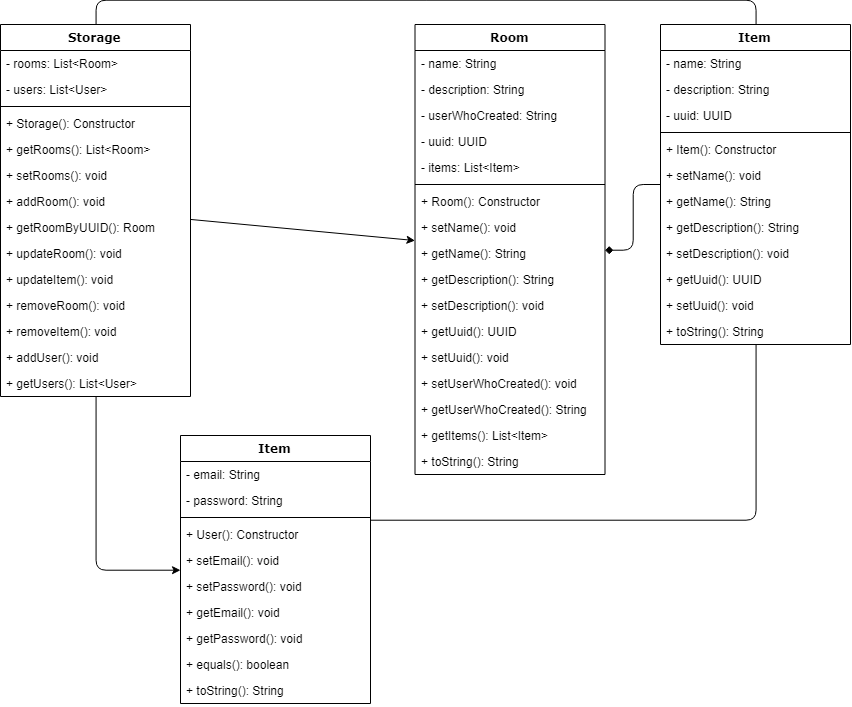 Storage
- rooms: List<Room>
- users: List<User>
+ Storage(): Constructor
+ getRooms(): List<Room>
+ setRooms(): void
+ addRoom(): void
+ getRoomByUUID(): Room
+ updateRoom(): void
+ updateItem(): void
+ removeRoom(): void
+ removeItem(): void
+ addUser(): void
+ getUsers(): List<User>
Room
- name: String
- description: String
- userWhoCreated: String
- uuid: UUID
- items: List<Item>
+ Room(): Constructor
+ setName(): void
+ getName(): String
+ getDescription(): String
+ setDescription(): void
+ getUuid(): UUID
+ setUuid(): void
+ setUserWhoCreated(): void
+ getUserWhoCreated(): String
+ getItems(): List<Item>
+ toString(): String
Item
- name: String
- description: String
- uuid: UUID
+ Item(): Constructor
+ setName(): void
+ getName(): String
+ getDescription(): String
+ setDescription(): void
+ getUuid(): UUID
+ setUuid(): void
+ toString(): String
Item
- email: String
- password: String
+ User(): Constructor
+ setEmail(): void
+ setPassword(): void
+ getEmail(): void
+ getPassword(): void
+ equals(): boolean
+ toString(): String